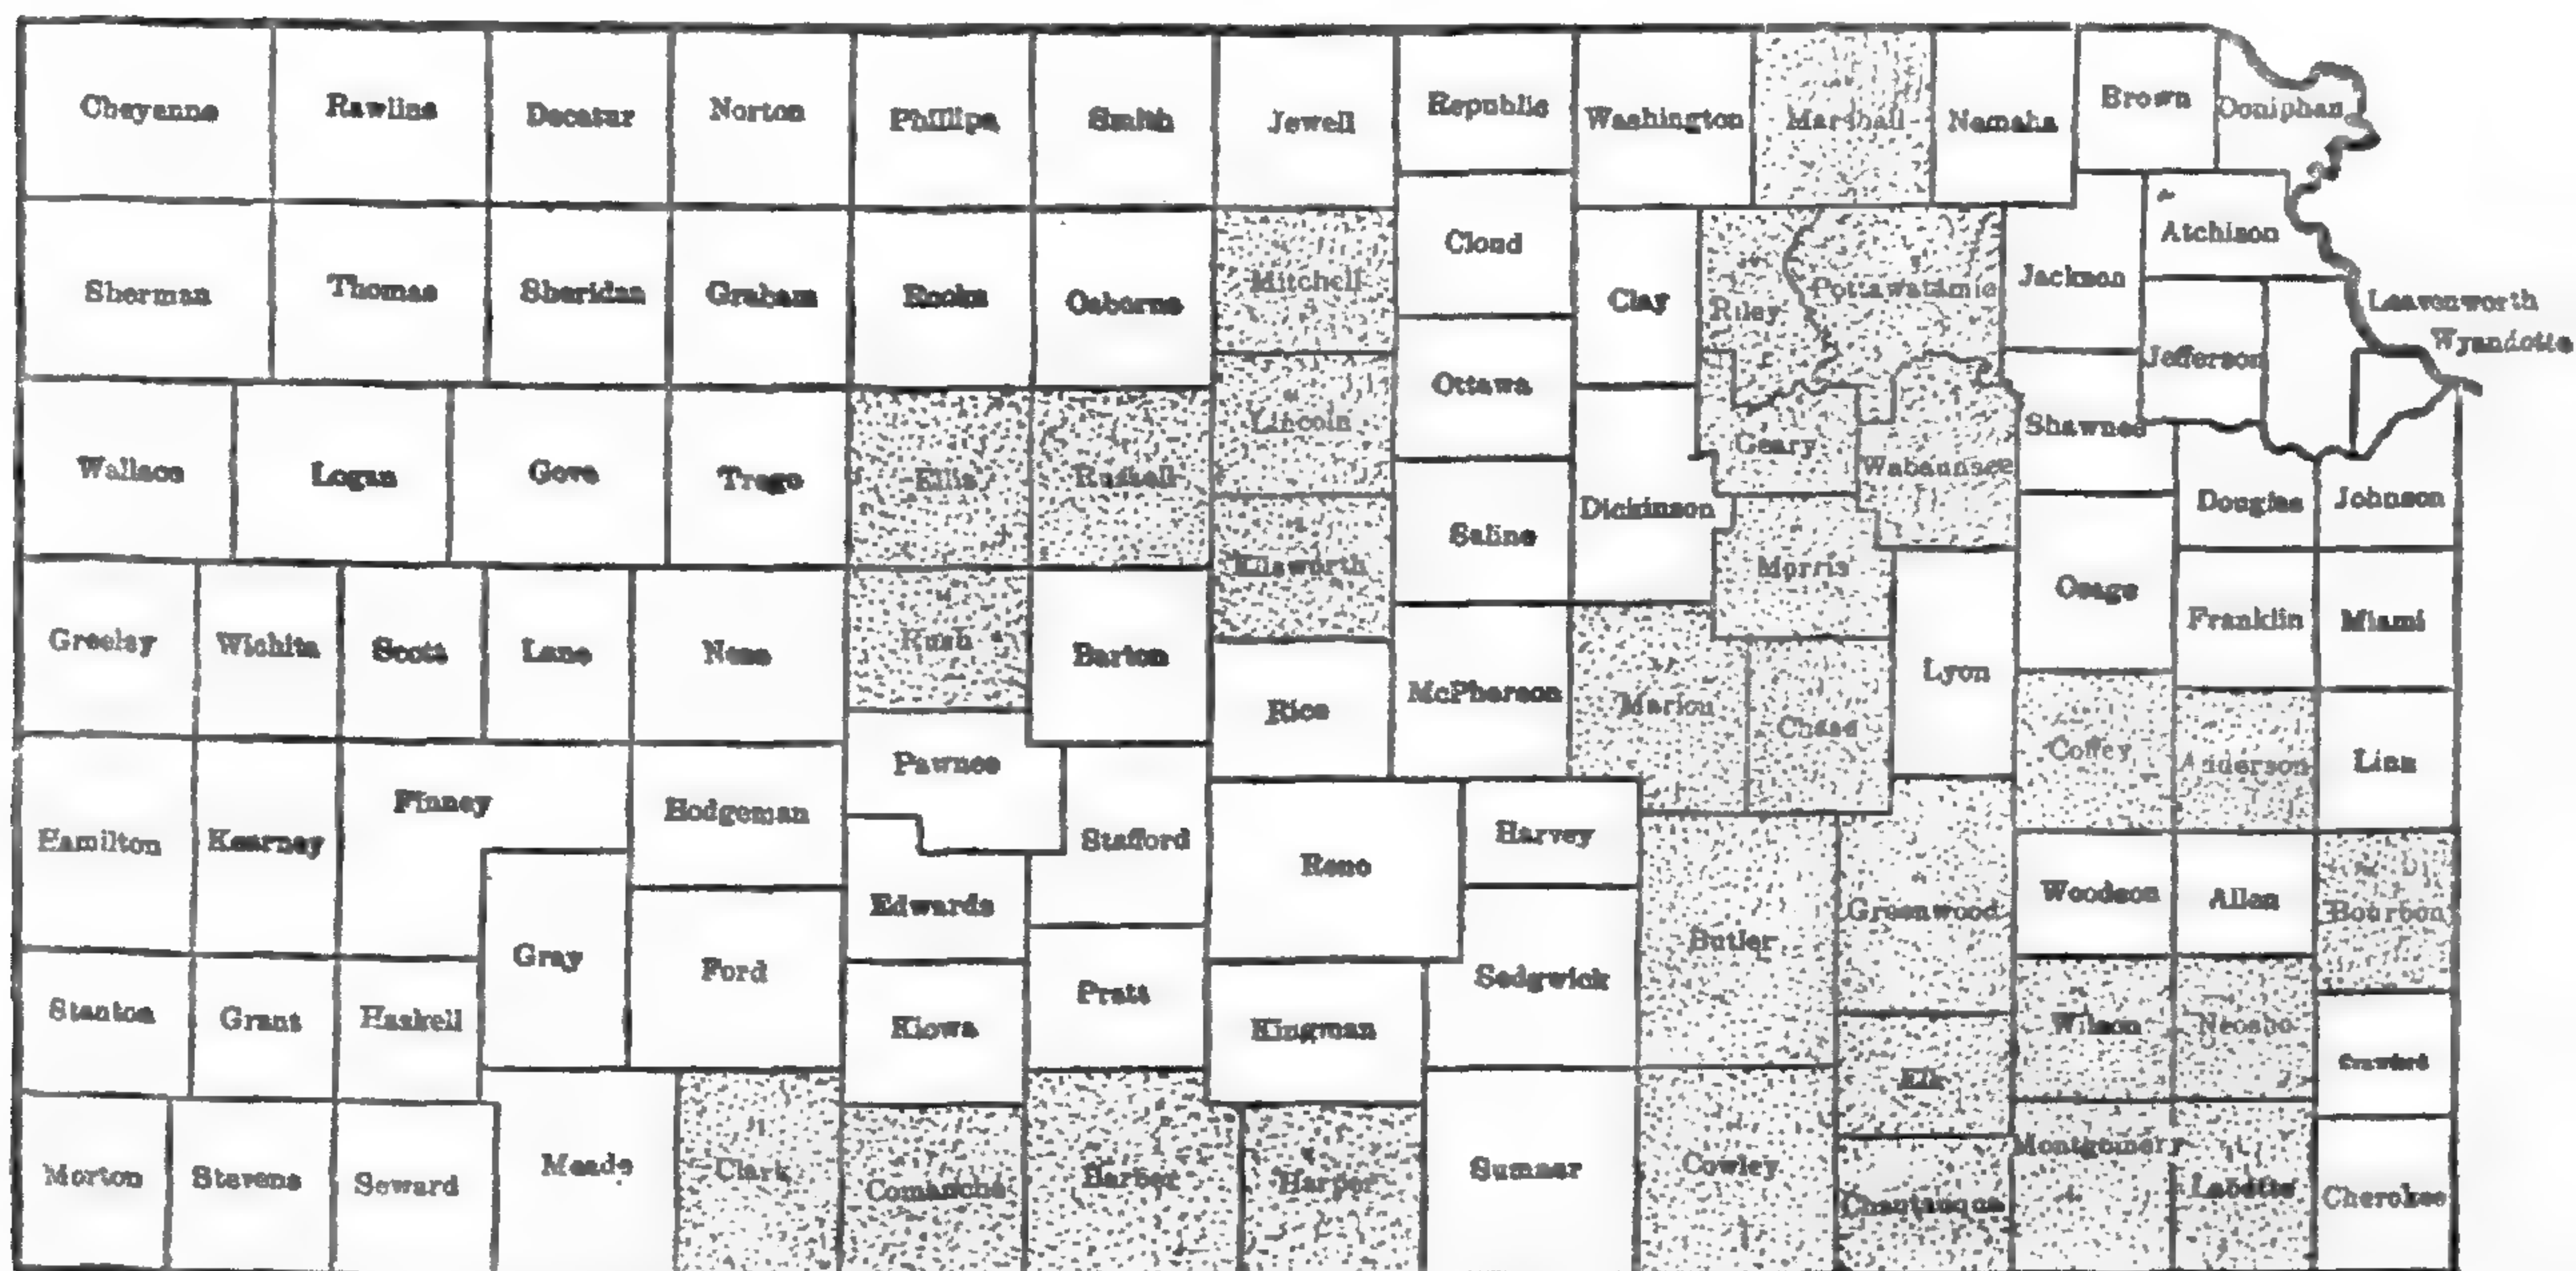 Cheyenne
Rawlins
Decatur
Norton
Phillips
Smith
Jewell
Republic
Washington
Marshall
Nemaha
Brown
Doniphan
Sherman
Thomas
Sheridan
Graham
Rooks
Osborne
Mitchell
Cloud
Clay
Riley
Pottawatamie
Jackson
Atchison
Leavenworth
Wyandotte
Jefferson
Ottawa
Lincoln
Shawnee
Wallace
Logan
Gove
Trego
Ellis
Russell
Geary
Wabaunsee
Dickinson
Douglas
Johnson
Saline
Ellsworth
Morris
Osage
Franklin
Miami
Greeley
Wichita
Scott
Lane
Ness
Rush
Barton
Rice
McPherson
Marion
Chase
Lyon
Coffey
Anderson
Linn
Hamilton
Kearney
Finney
Hodgeman
Pawnee
Stafford
Reno
Harvey
Butler
Greenwood
Woodson
Allen
Bourbon
Edwards
Gray
Ford
Sedgwick
Stanton
Grant
Haskell
Kiowa
Pratt
Kingman
Elk
Wilson
Neosho
Crawford
Morton
Stevens
Seward
Meade
Clark
Comanche
Barber
Harper
Sumner
Cowley
Chautauqua
Montgomery
Labette
Cherokee